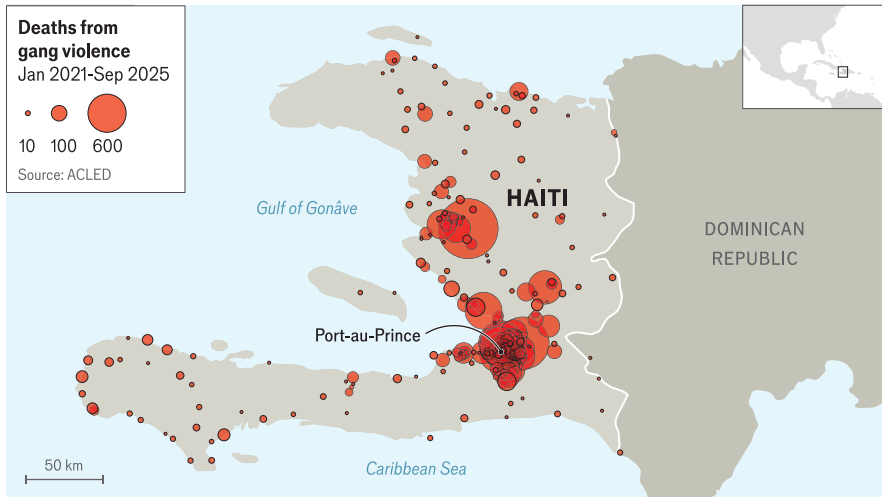 Deaths from
gang violence
Jan 2021-Sep 2025
10 100 600
Source: ACLED
Gulf of Gonâve
HAITI
DOMINICAN
REPUBLIC
Port-au-Prince
50 km
Caribbean Sea